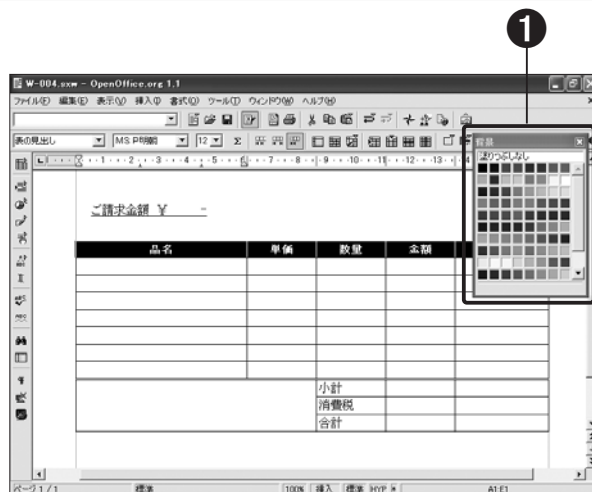 1
W-004.sxw - OpenOffice.org 1.1
ファイル(F) 編集(E) 表示(V) 挿入(I) 書式(O) ツール(T) ウィンドウ(W) ヘルプ(H)
表の見出し MS P明朝 12
背景
塗りつぶしなし
ご請求金額 ¥ -
品名 単価 数量 金額
小計
消費税
合計
ページ1 / 1 標準 100% 挿入 標準 HYP A1:E1